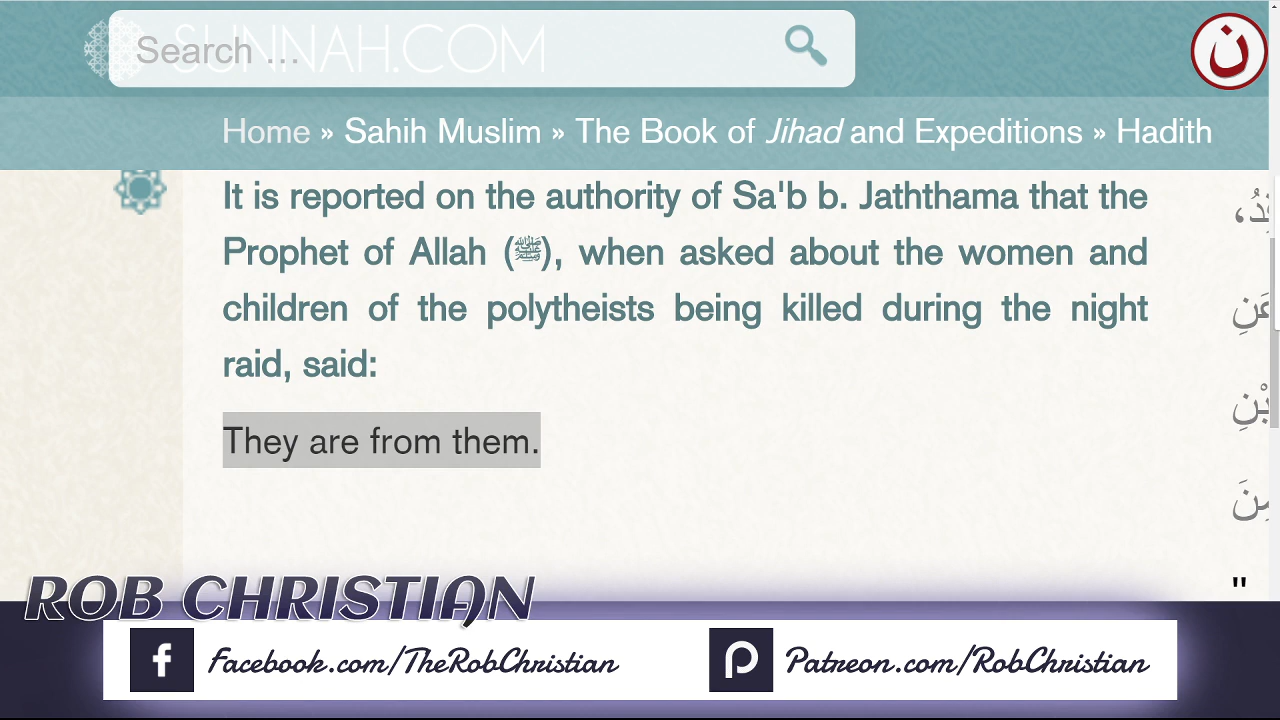 SUNNAH.COM
Search ...
ن
Home » Sahih Muslim » The Book of Jihad and Expeditions » Hadith
It is reported on the authority of Sa'b b. Jaththama that the
Prophet of Allah (ﷺ), when asked about the women and
children of the polytheists being killed during the night
raid, said:
They are from them.
"
ROB CHRISTIAN
Facebook.com/TheRobChristian
Patreon.com/RobChristian